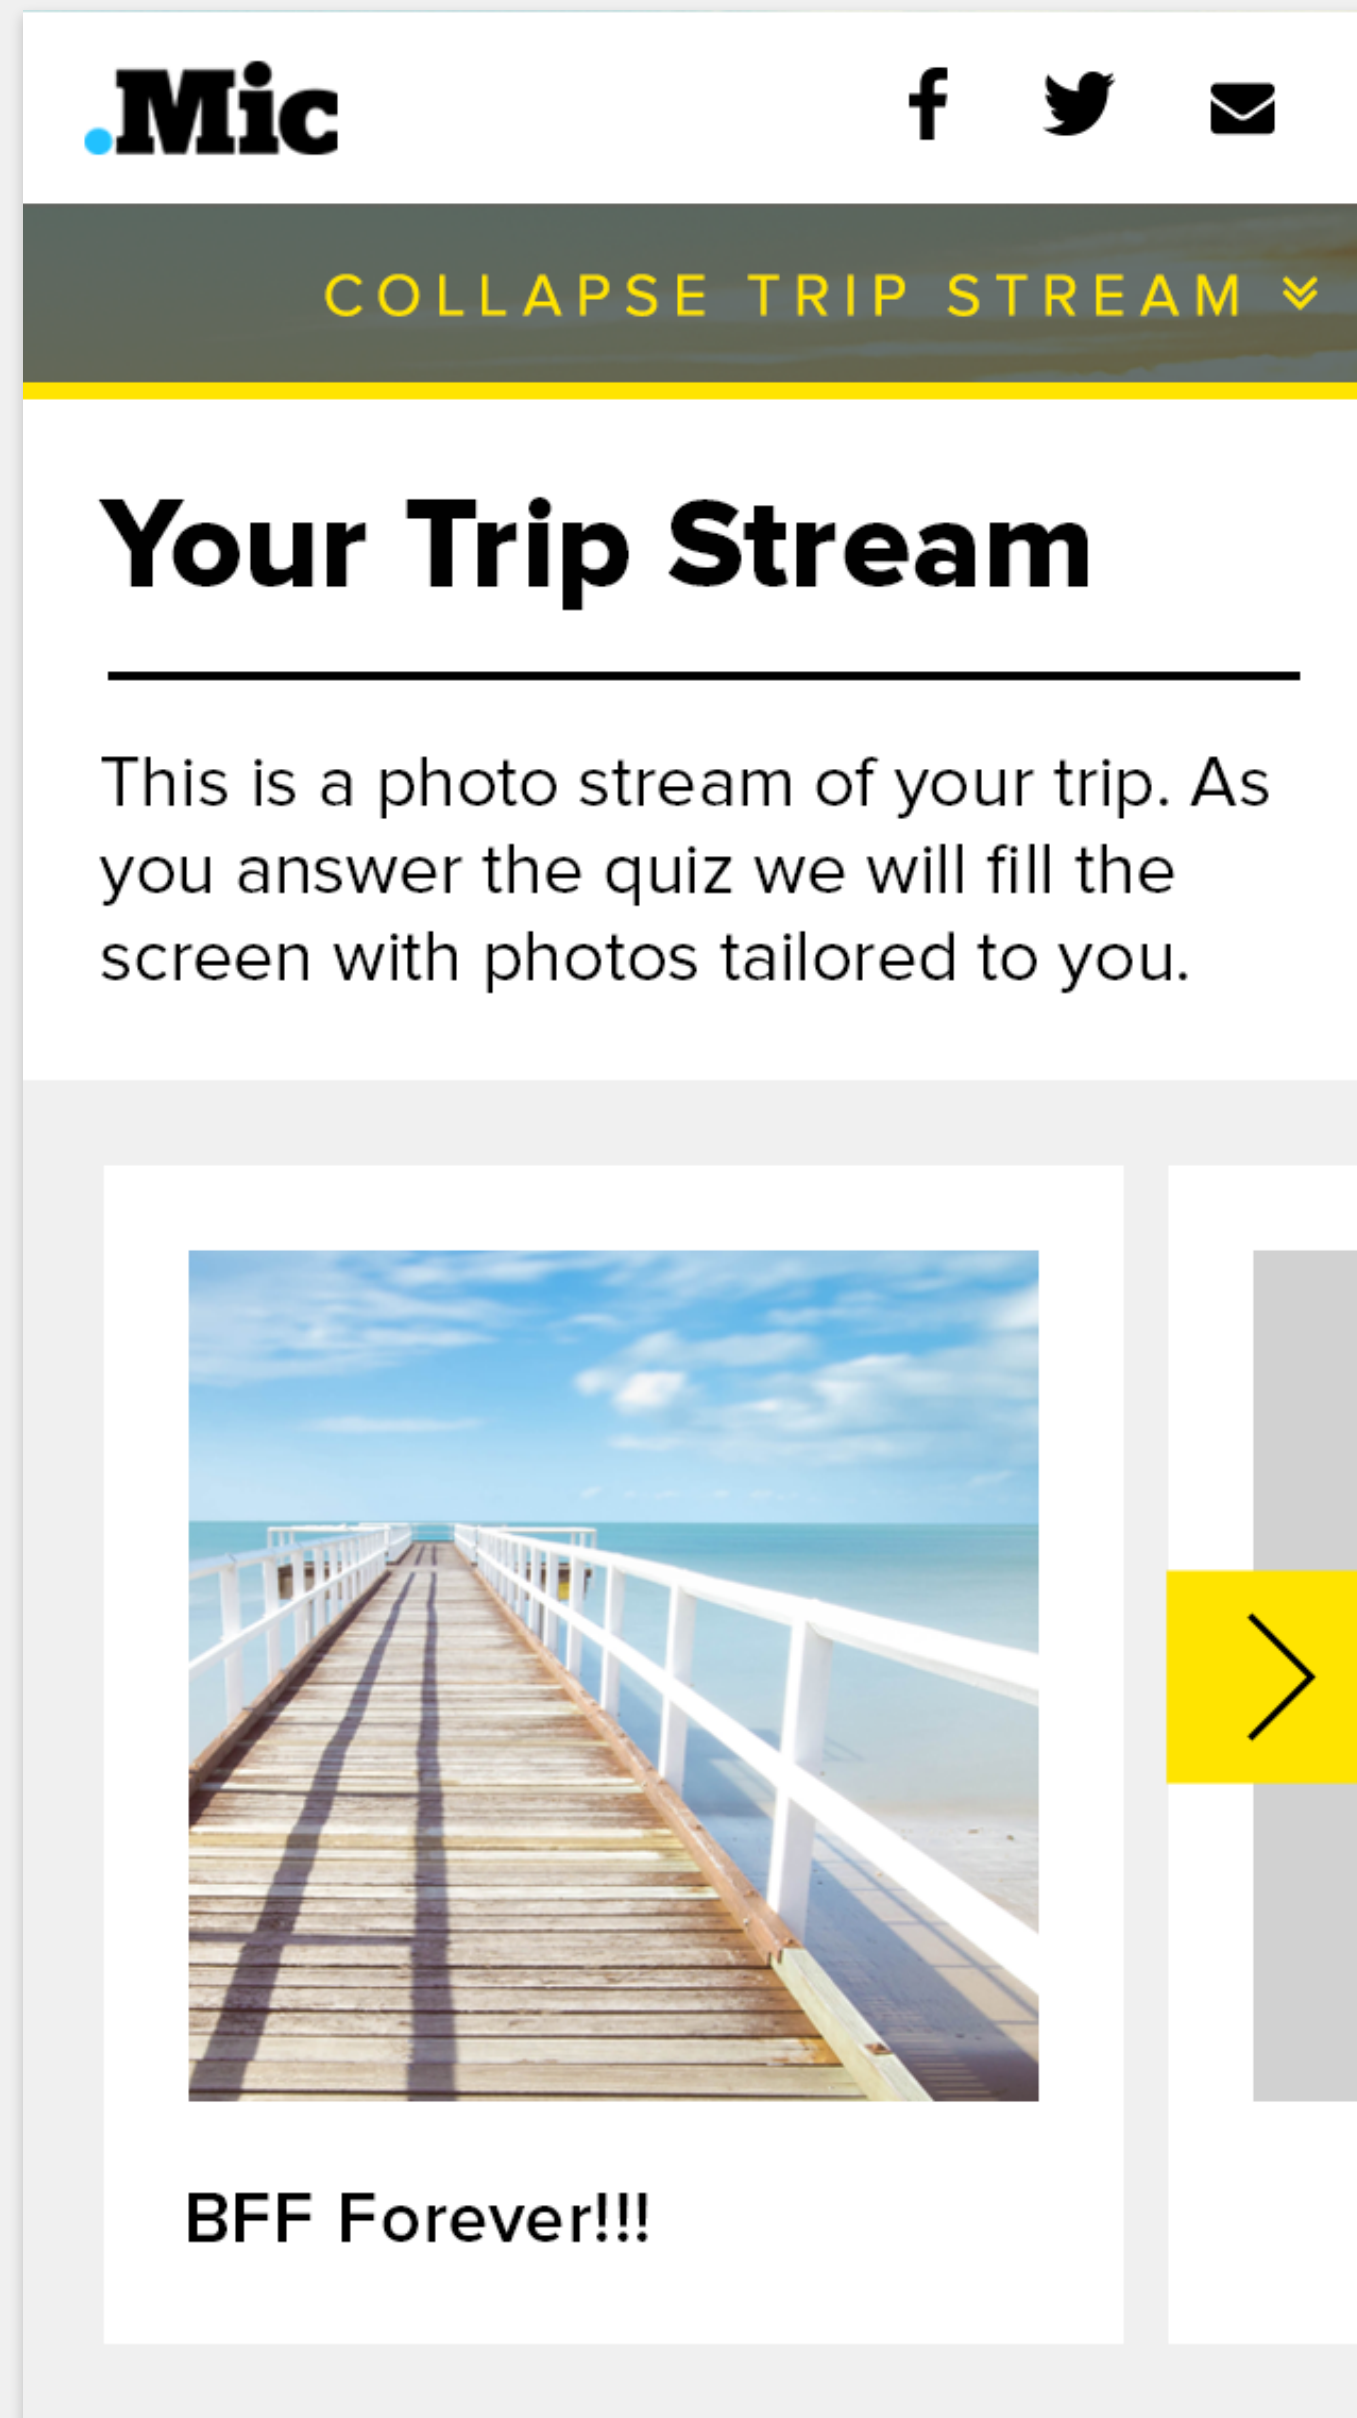 .Mic
COLLAPSE TRIP STREAM
Your Trip Stream
This is a photo stream of your trip. As
you answer the quiz we will fill the
screen with photos tailored to you.
BFF Forever!!!